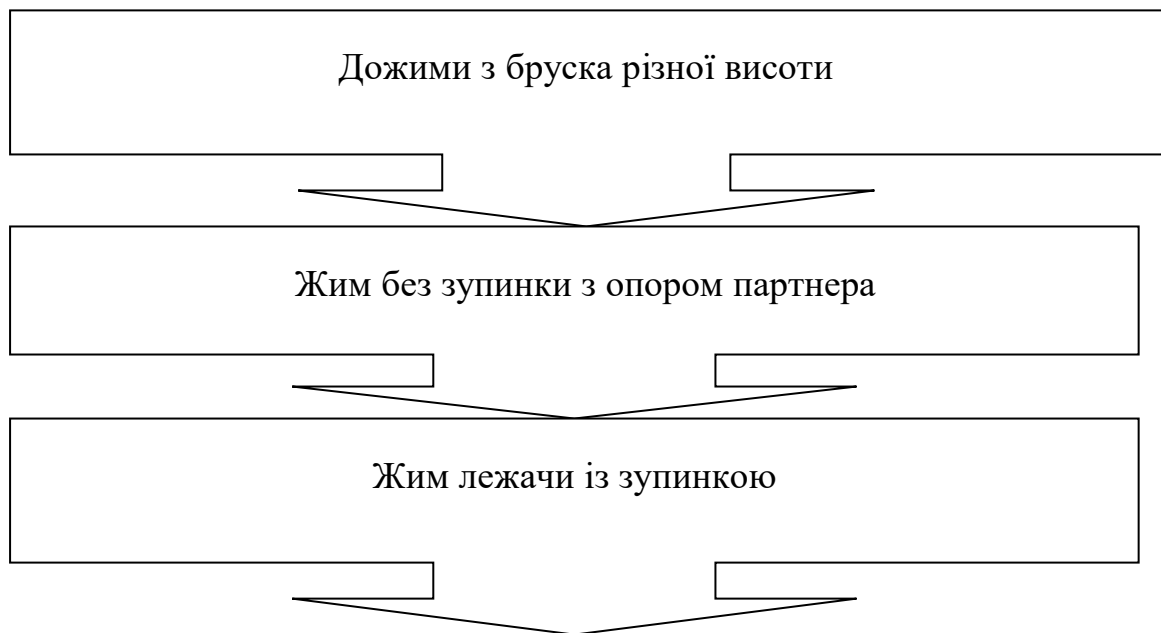 Дожими з бруска різної висоти
Жим без зупинки з опором партнера
Жим лежачи із зупинкою